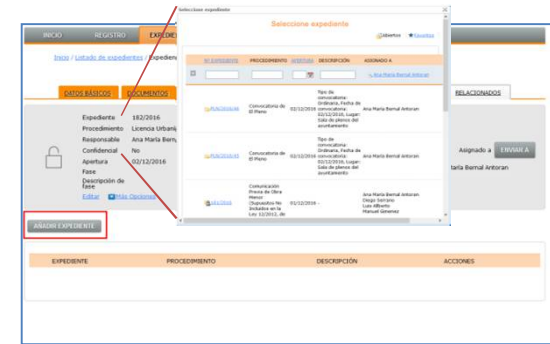 Seleccione expediente
INICIO REGISTRO EXPEDIE
Seleccione expediente
Abiertos Favoritos
Inicio / Listado de expedientes / Expedien
Nº EXPEDIENTE PROCEDIMIENTO APERTURA DESCRIPCIÓN ASIGNADO A
Ana María Bernal Antoran
DATOS BÁSICOS DOCUMENTOS RELACIONADOS
Convocatoria de El Pleno 02/12/2016 Tipo de convocatoria: Ordinaria, Fecha de convocatoria: 02/12/2016, Lugar: Sala de plenos del ayuntamiento Ana María Bernal Antoran
Convocatoria de El Pleno 02/12/2016 Tipo de convocatoria: Ordinaria, Fecha de convocatoria: 02/12/2016, Lugar: Sala de plenos del ayuntamiento Ana María Bernal Antoran
Comunicación Previa de Obra Menor (Supuestos No Incluidos en la Ley 12/2012, de 01/12/2016 - Ana María Bernal Antoran Diego Serrano Luis Alberto Manuel Gimenez
Expediente 182/2016
Procedimiento Licencia Urbaní
Responsable Ana María Bern
Confidencial No
Apertura 02/12/2016
Fase
Descripción de fase
Editar Más Opciones
Asignado a ENVIAR A
María Bernal Antoran
AÑADIR EXPEDIENTE
EXPEDIENTE PROCEDIMIENTO DESCRIPCIÓN ACCIONES